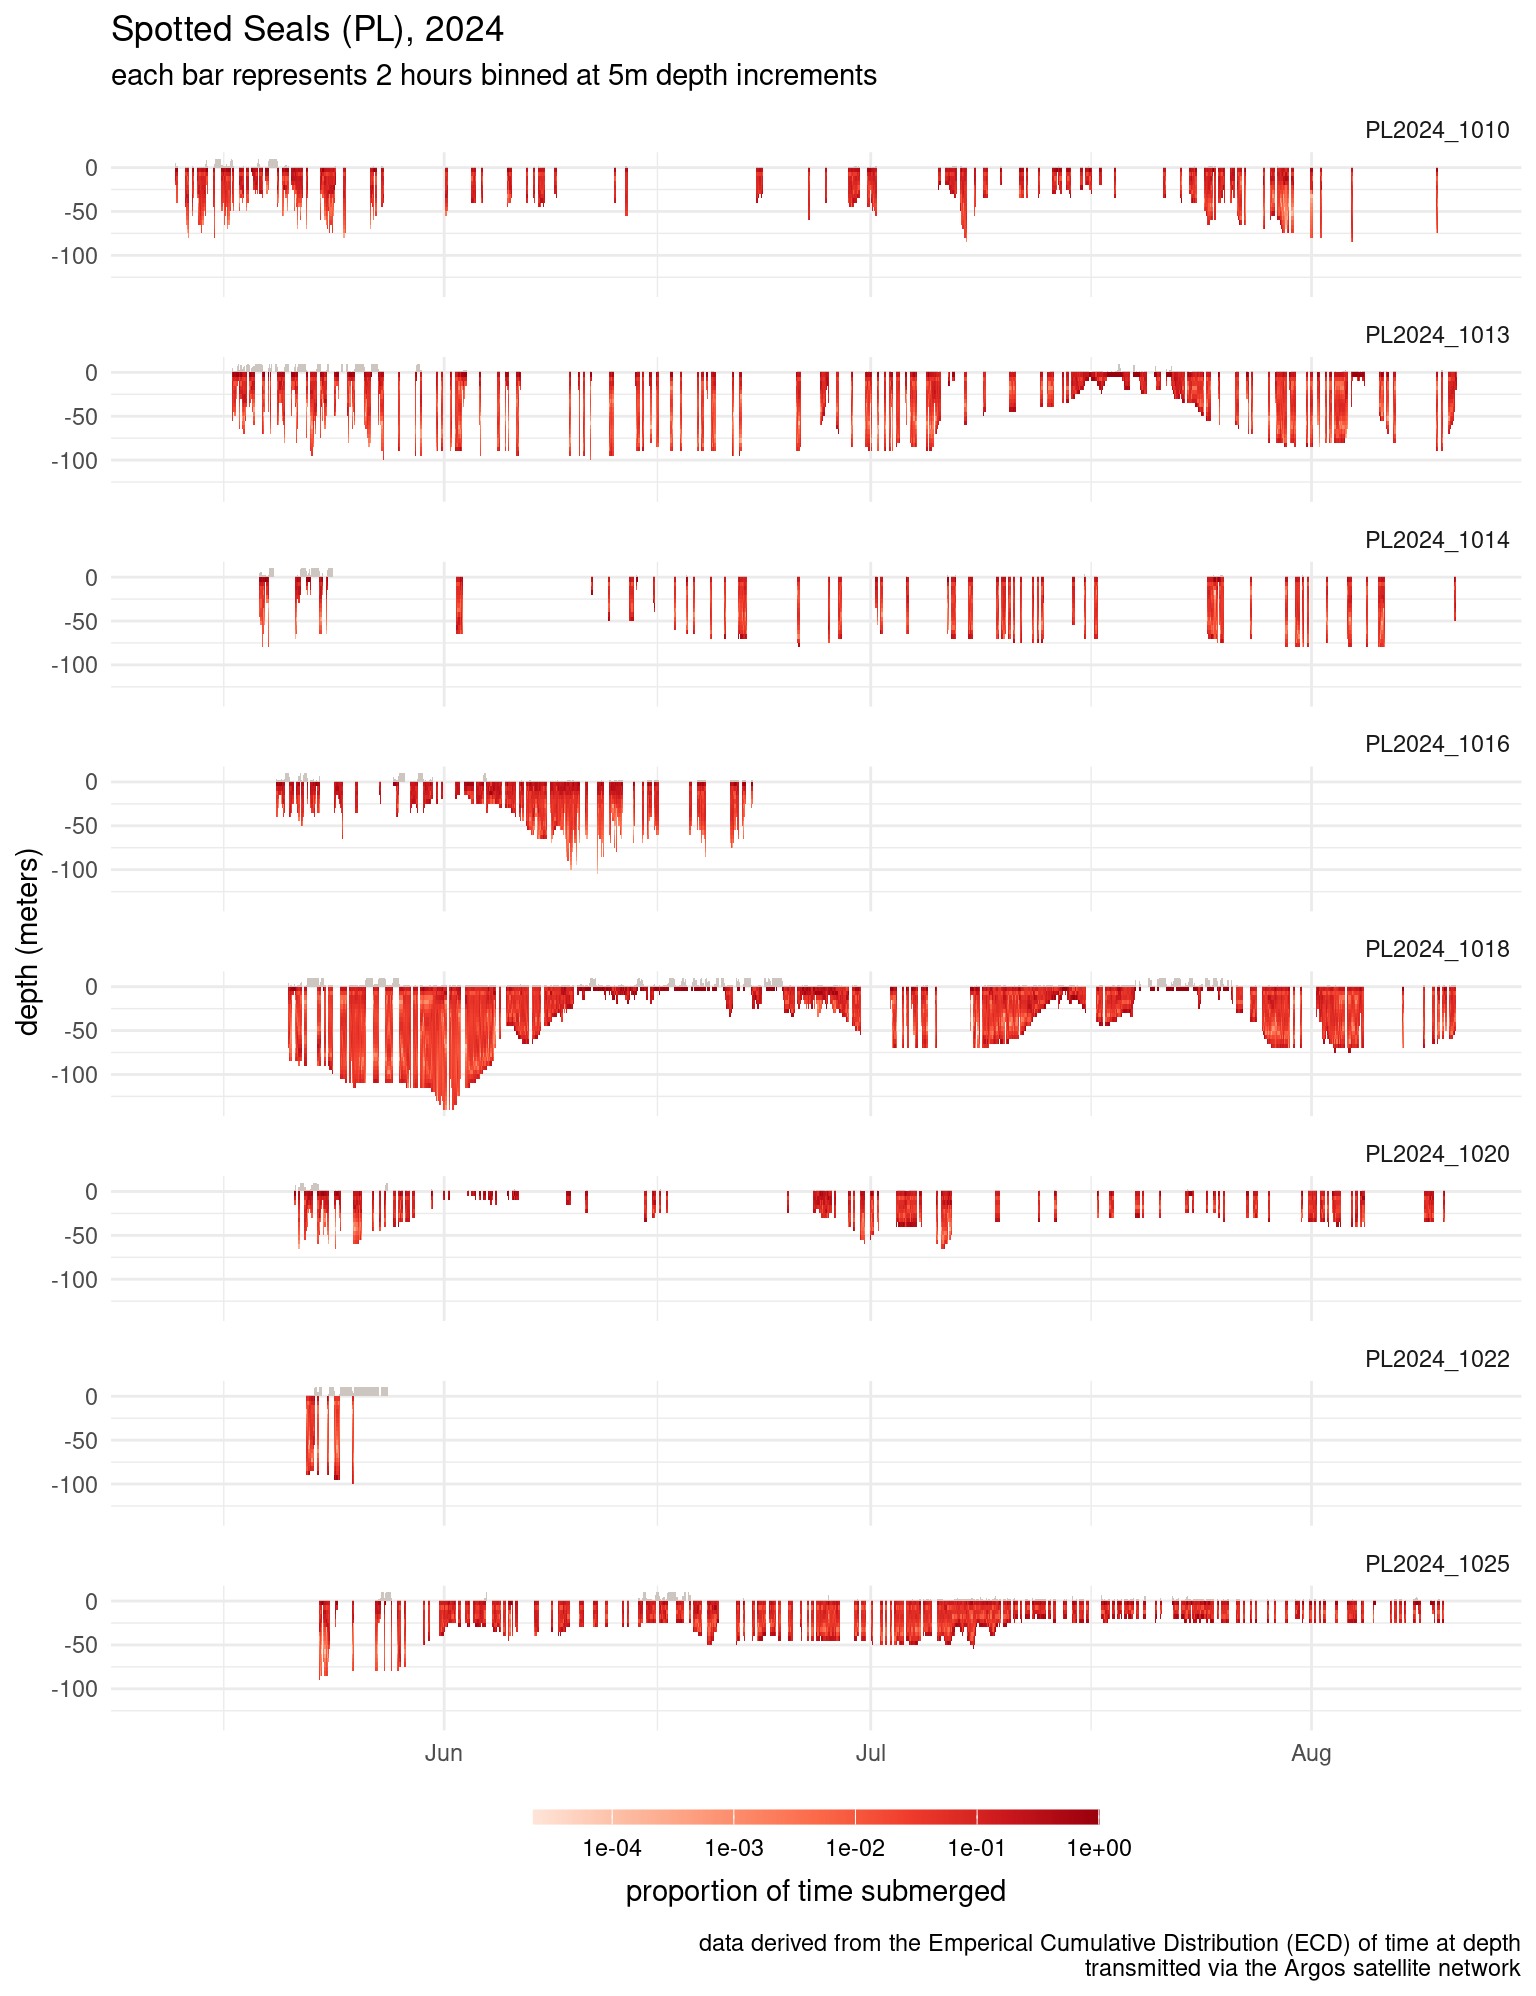 Spotted Seals (PL), 2024
each bar represents 2 hours binned at 5m depth increments
PL2024_1010
0
-50
-100
PL2024_1013
0
-50
-100
PL2024_1014
0
-50
-100
PL2024_1016
0
-50
-100
depth (meters)
PL2024_1018
0
-50
-100
PL2024_1020
0
-50
-100
PL2024_1022
0
-50
-100
PL2024_1025
0
-50
-100
Jun Jul Aug
1e-04 1e-03 1e-02 1e-01 1e+00
proportion of time submerged
data derived from the Emperical Cumulative Distribution (ECD) of time at depth
transmitted via the Argos satellite network